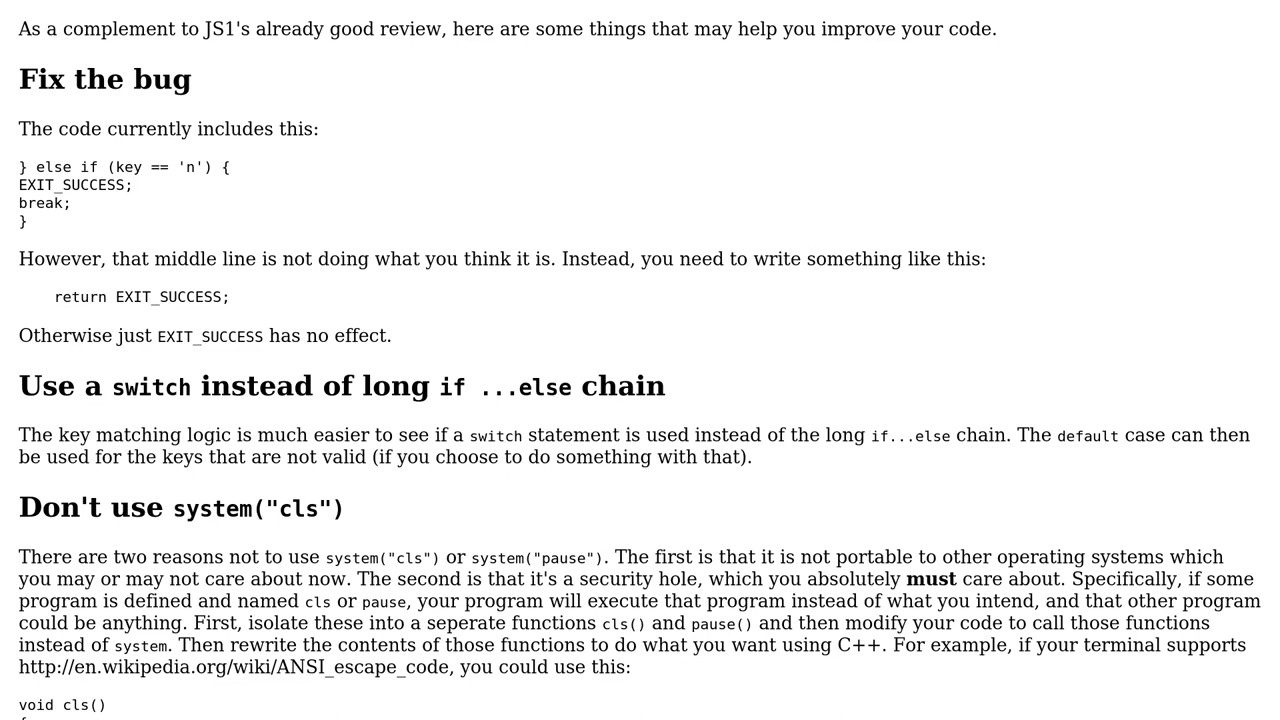 As a complement to JS1's already good review, here are some things that may help you improve your code.
Fix the bug
The code currently includes this:
} else if (key == 'n') {
EXIT_SUCCESS;
break;
}
However, that middle line is not doing what you think it is. Instead, you need to write something like this:
return EXIT_SUCCESS;
Otherwise just EXIT_SUCCESS has no effect.
Use a switch instead of long if ...else chain
The key matching logic is much easier to see if a switch statement is used instead of the long if...else chain. The default case can then
be used for the keys that are not valid (if you choose to do something with that).
Don't use system("cls")
There are two reasons not to use system("cls") or system("pause"). The first is that it is not portable to other operating systems which
you may or may not care about now. The second is that it's a security hole, which you absolutely must care about. Specifically, if some
program is defined and named cls or pause, your program will execute that program instead of what you intend, and that other program
could be anything. First, isolate these into a seperate functions cls() and pause() and then modify your code to call those functions
instead of system. Then rewrite the contents of those functions to do what you want using C++. For example, if your terminal supports
http://en.wikipedia.org/wiki/ANSI_escape_code, you could use this:
void cls()